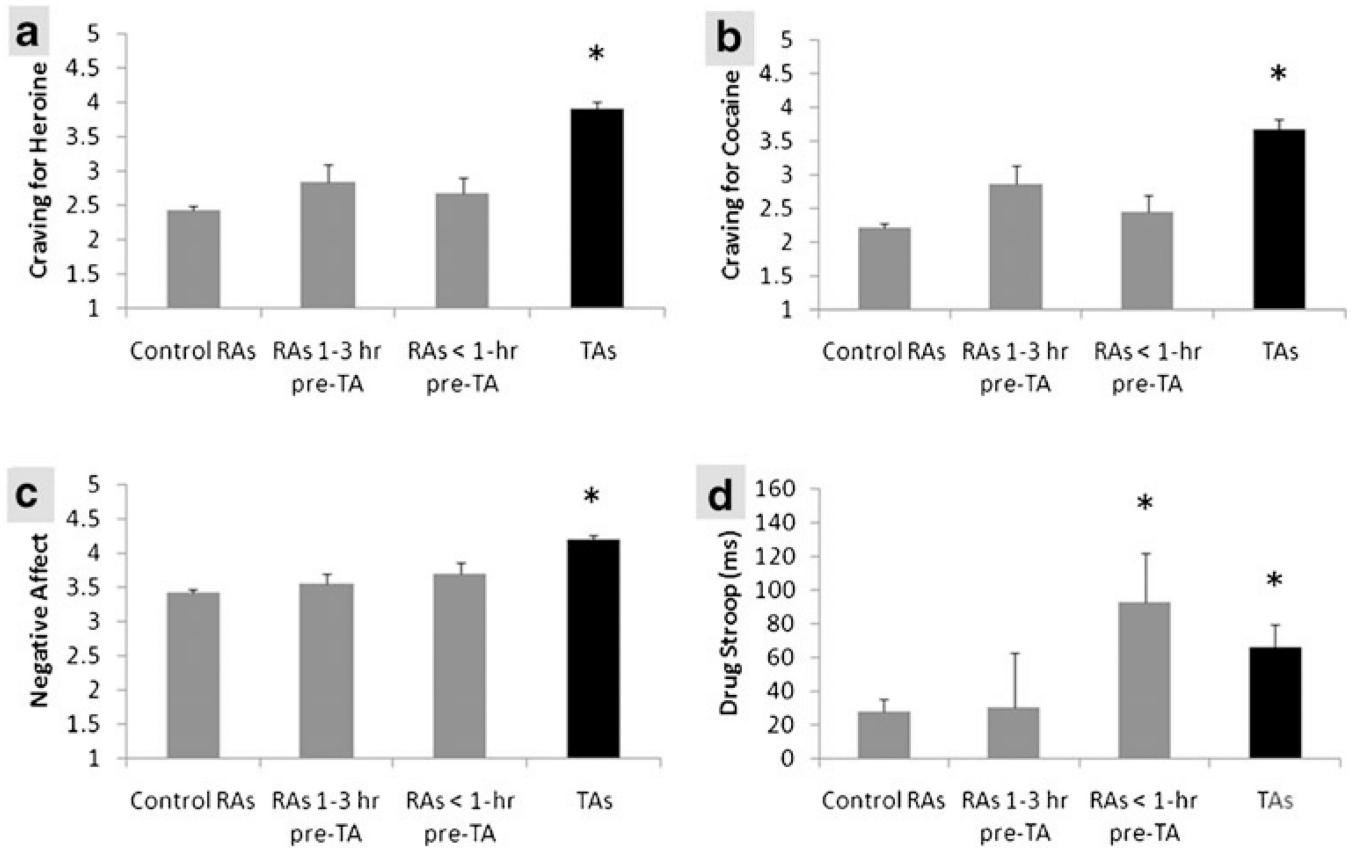 a
Craving for Heroine
5
4.5
4
3.5
3
2.5
2
1.5
1
*
Control RAs RAs 1-3 hr RAs < 1-hr TAs
pre-TA pre-TA
b
Craving for Cocaine
5
4.5
4
3.5
3
2.5
2
1.5
1
*
Control RAs RAs 1-3 hr RAs < 1-hr TAs
pre-TA pre-TA
c
Negative Affect
5
4.5
4
3.5
3
2.5
2
1.5
1
*
Control RAs RAs 1-3 hr RAs < 1-hr TAs
pre-TA pre-TA
d
Drug Stroop (ms)
160
140
120
100
80
60
40
20
0
*
*
Control RAs RAs 1-3 hr RAs < 1-hr TAs
pre-TA pre-TA